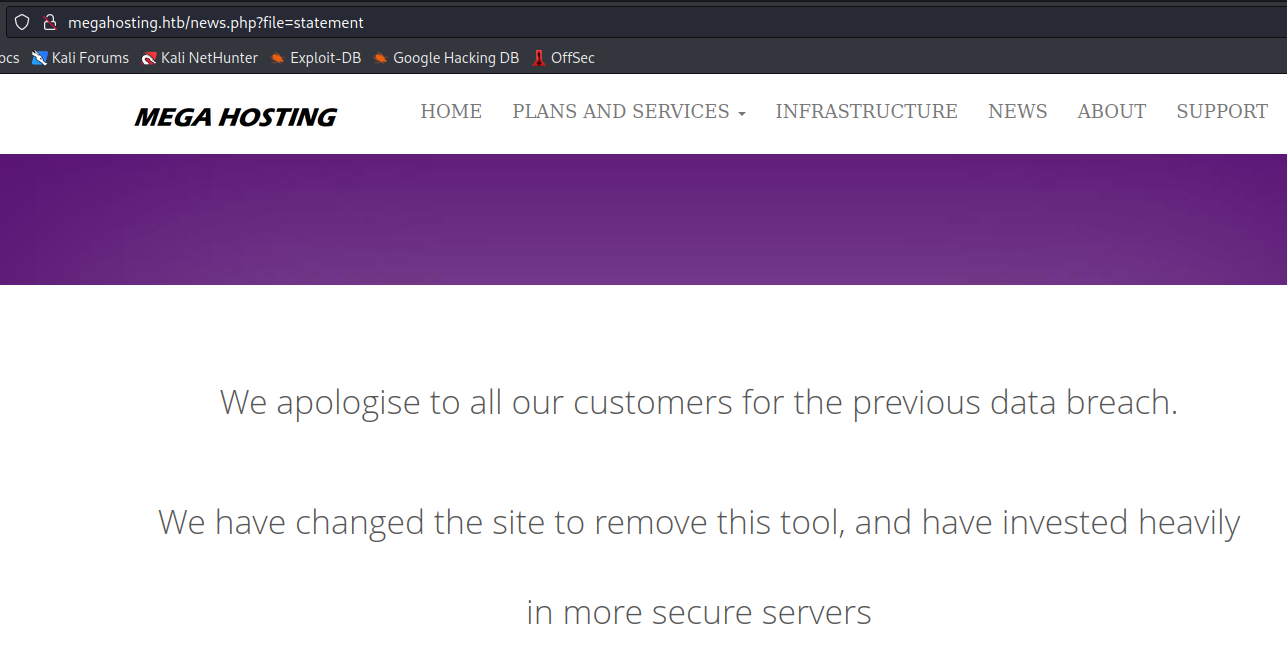 megahosting.htb/news.php?file=statement
ocs Kali Forums Kali NetHunter Exploit-DB Google Hacking DB OffSec
MEGA HOSTING HOME PLANS AND SERVICES INFRASTRUCTURE NEWS ABOUT SUPPORT
We apologise to all our customers for the previous data breach.
We have changed the site to remove this tool, and have invested heavily
in more secure servers